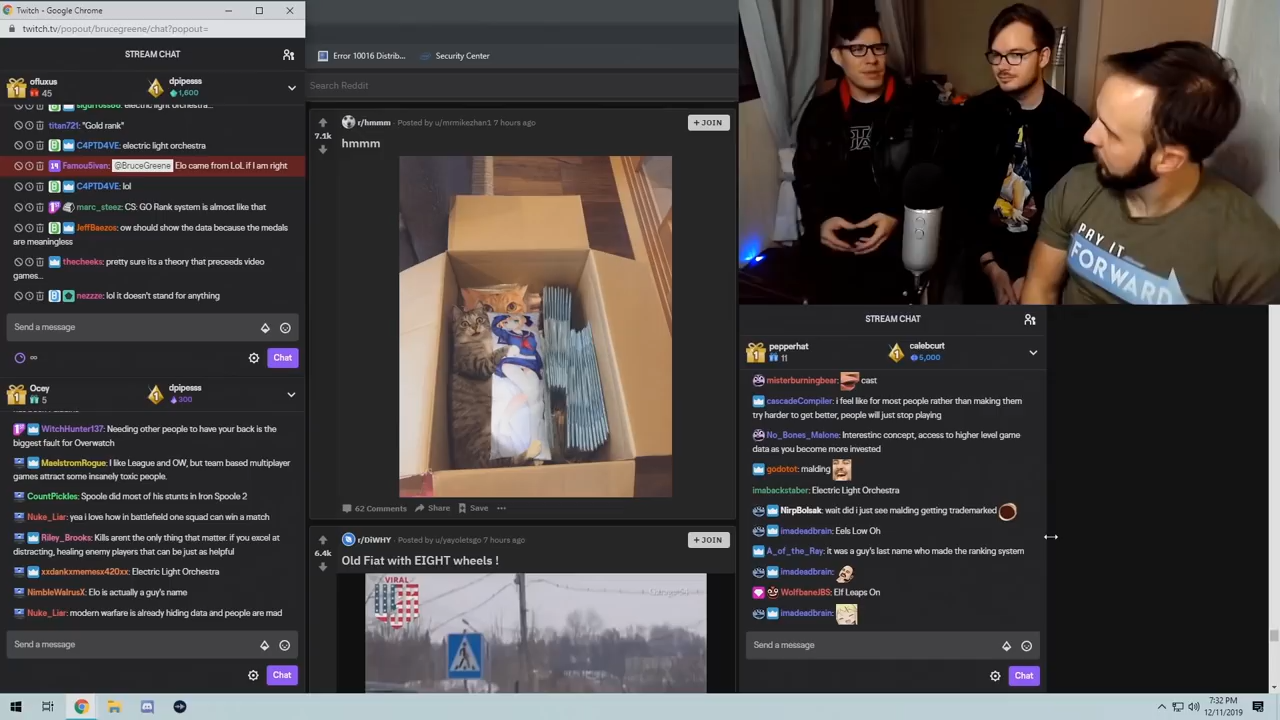 Twitch - Google Chrome
twitch.tv/popout/brucegreene/chat?popout=
STREAM CHAT
ofluxus
45
dpipesss
1,600
sigurros86: electric light orchestra...
titan721: "Gold rank"
C4PTD4VE: electric light orchestra
Famou5ivan: @BruceGreene Elo came from LoL if I am right
C4PTD4VE: lol
marc_steez: CS: GO Rank system is almost like that
JeffBaezos: ow should show the data because the medals
are meaningless
thecheeks: pretty sure its a theory that preceeds video
games...
nezzze: lol it doesn't stand for anything
Send a message
∞
Chat
Ocey
5
dpipesss
300
WitchHunter137: Needing other people to have your back is the
biggest fault for Overwatch
MaelstromRogue: I like League and OW, but team based multiplayer
games attract some insanely toxic people.
CountPickles: Spoole did most of his stunts in Iron Spoole 2
Nuke_Liar: yea i love how in battlefield one squad can win a match
Riley_Brooks: Kills arent the only thing that matter. if you excel at
distracting, healing enemy players that can be just as helpful
xxdankxmemesx420xx: Electric Light Orchestra
NimbleWalrusX: Elo is actually a guy's name
Nuke_Liar: modern warfare is already hiding data and people are mad
Send a message
Chat
Error 10016 Distrib...
Security Center
Search Reddit
7.1k
r/hmmm · Posted by u/mrmikezhan1 7 hours ago
+ JOIN
hmmm
62 Comments
Share
Save
6.4k
r/DiWHY · Posted by u/yayoletsgo 7 hours ago
+ JOIN
Old Fiat with EIGHT wheels !
VIRAL
PAY IT
FORWARD
STREAM CHAT
pepperhat
11
calebcurt
5,000
misterburningbear: cast
cascadeCompiler: i feel like for most people rather than making them
try harder to get better, people will just stop playing
No_Bones_Malone: Interestinc concept, access to higher level game
data as you become more invested
godotot: malding
imabackstaber: Electric Light Orchestra
NirpBolsak: wait did i just see malding getting trademarked
imadeadbrain: Eels Low Oh
A_of_the_Ray: it was a guy's last name who made the ranking system
imadeadbrain:
WolfbaneJBS: Elf Leaps On
imadeadbrain:
Send a message
Chat
7:32 PM
12/11/2019